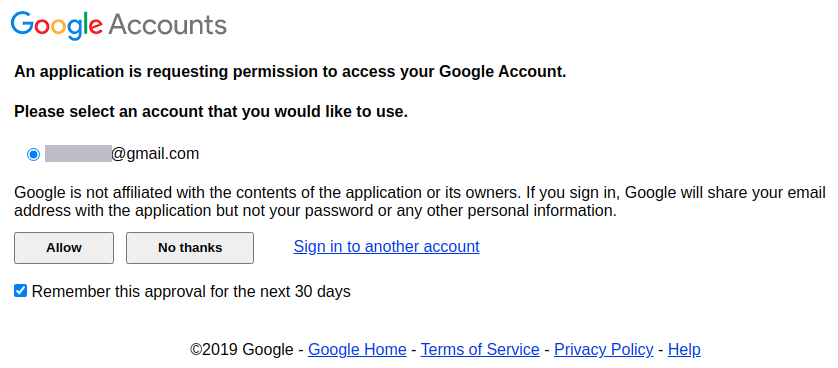 Google Accounts
An application is requesting permission to access your Google Account.
Please select an account that you would like to use.
@gmail.com
Google is not affiliated with the contents of the application or its owners. If you sign in, Google will share your email
address with the application but not your password or any other personal information.
Allow No thanks Sign in to another account
Remember this approval for the next 30 days
©2019 Google - Google Home - Terms of Service - Privacy Policy - Help